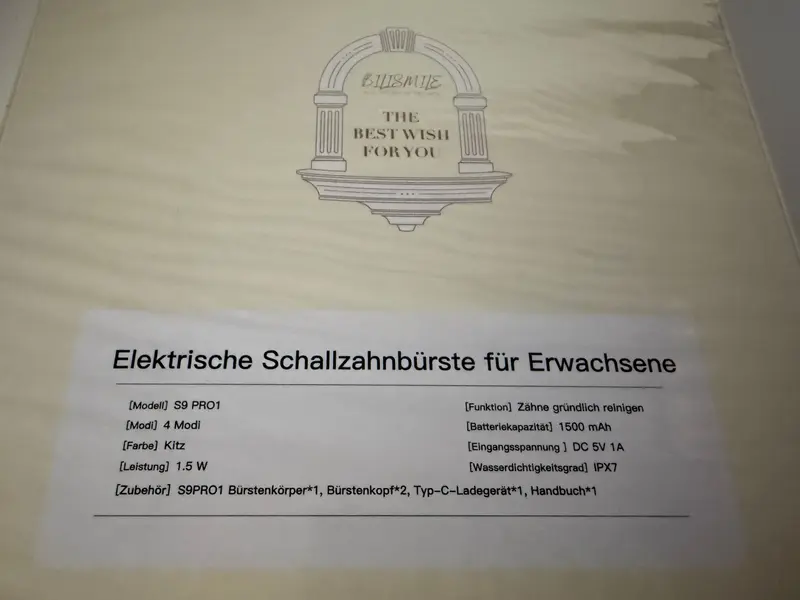 BILISMILE
THE
BEST WISH
FOR YOU
Elektrische Schallzahnbürste für Erwachsene
[Modell] S9 PRO1
[Modi] 4 Modi
[Farbe] Kitz
[Leistung] 1.5 W
[Funktion] Zähne gründlich reinigen
[Batteriekapazität] 1500 mAh
[Eingangsspannung ] DC 5V 1A
[Wasserdichtigkeitsgrad] IPX7
[Zubehör] S9PRO1 Bürstenkörper*1, Bürstenkopf*2, Typ-C-Ladegerät*1, Handbuch*1